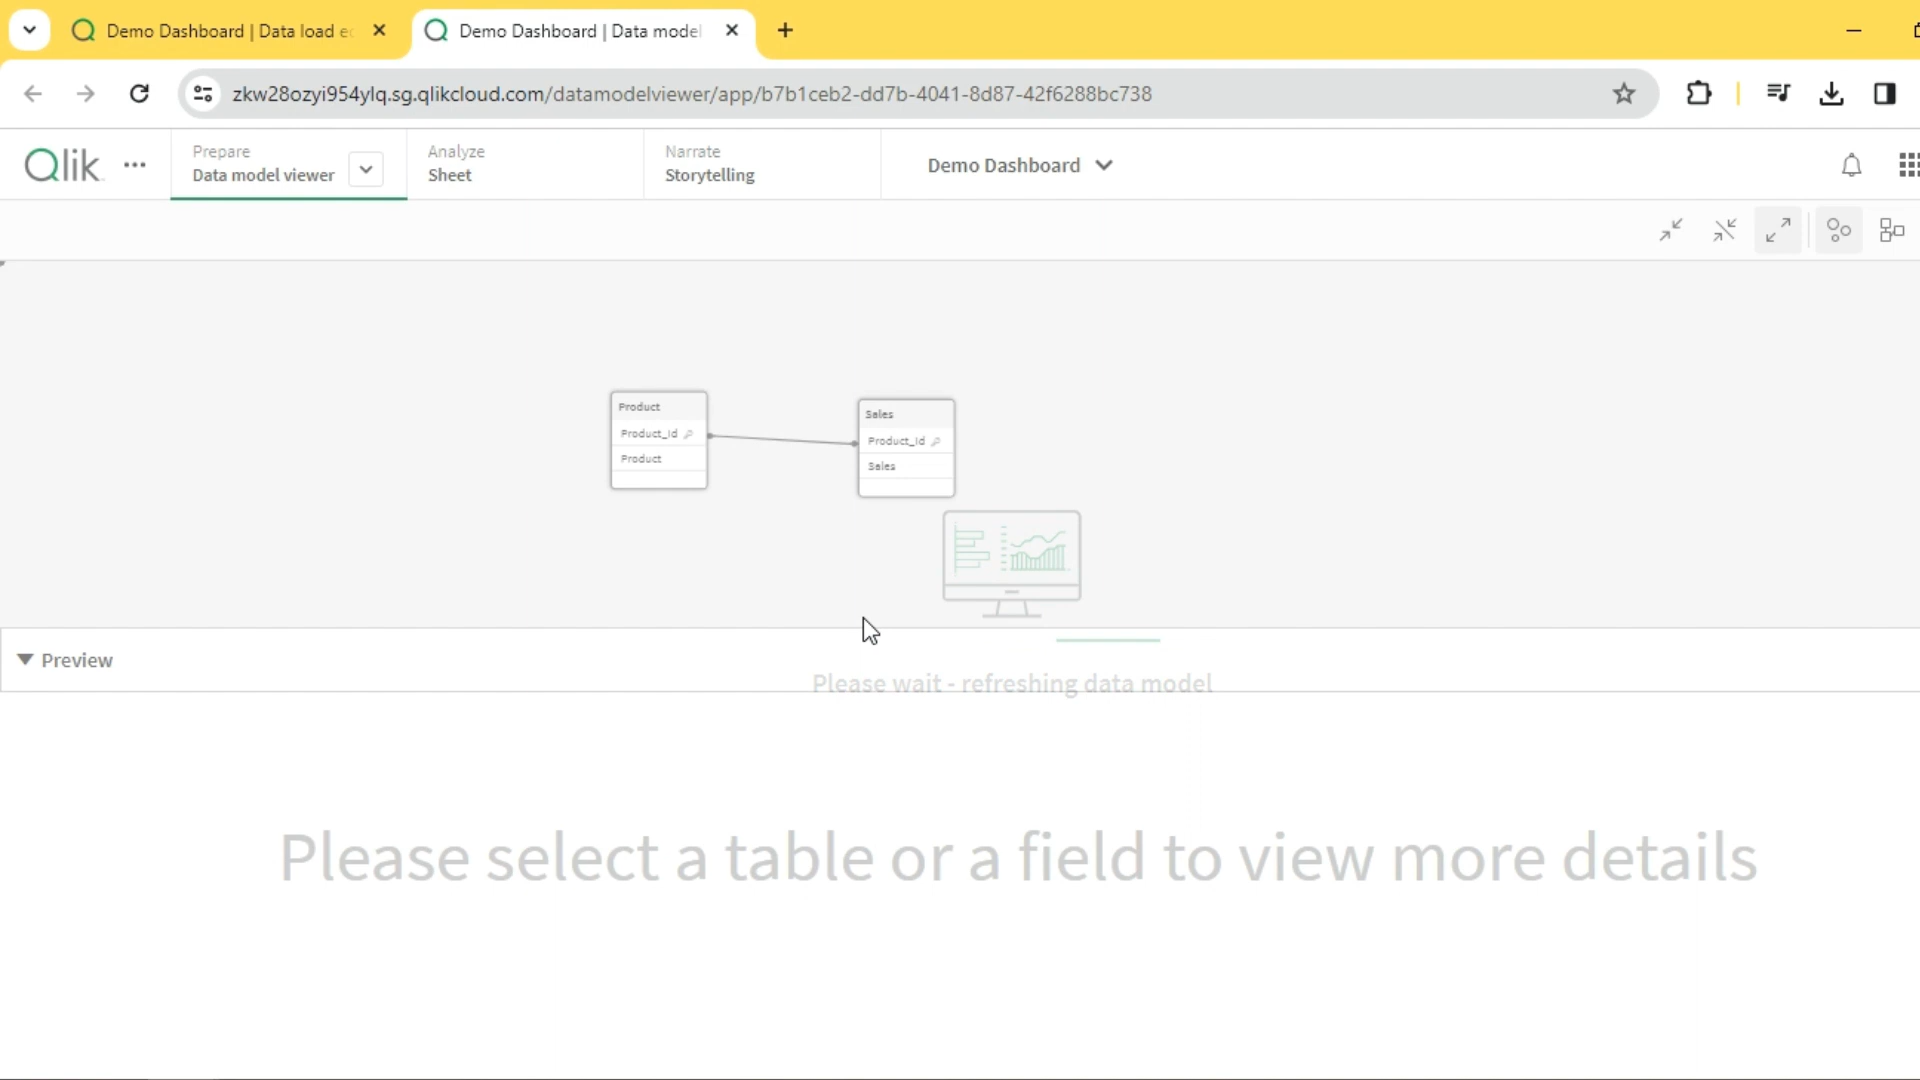 Demo Dashboard | Data load e
Demo Dashboard | Data model
zkw28ozyi954ylq.sg.qlikcloud.com/datamodelviewer/app/b7b1ceb2-dd7b-4041-8d87-42f6288bc738
Qlik
Prepare
Data model viewer
Analyze
Sheet
Narrate
Storytelling
Demo Dashboard
Product
Product_Id
Product
Sales
Product_Id
Sales
Preview
Please wait - refreshing data model
Please select a table or a field to view more details